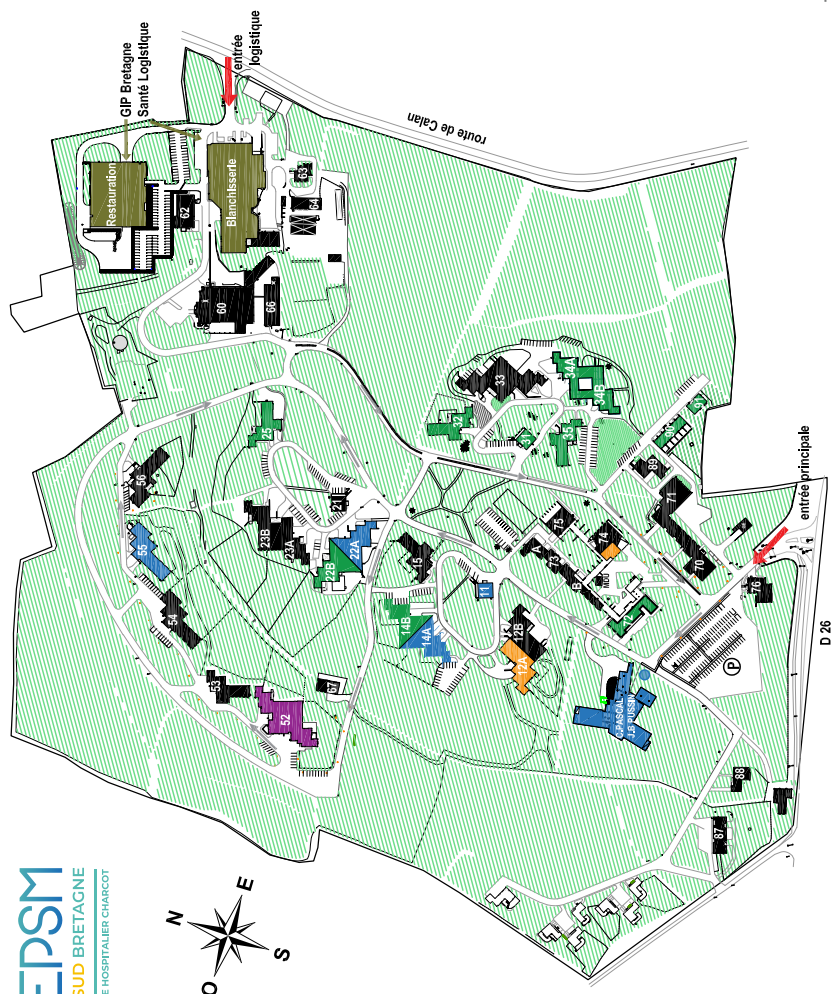 EPSM
SUD BRETAGNE
E HOSPITALIER CHARCOT
N
E
S
O
GIP Bretagne
Santé Logistique
entrée
logistique
route de Calan
Restauration
Blanchisserie
62
63
64
60
66
33
34A
34B
32
31
35
25
56
55
54
53
52
67
21
23B
23A
22B
22A
15
14B
14A
11
12B
12A
75
A
73
B
74
72
C.PASCAL
J.B PUSSIN
89
90
91
71
70
76
entrée principale
P
D 26
88
87